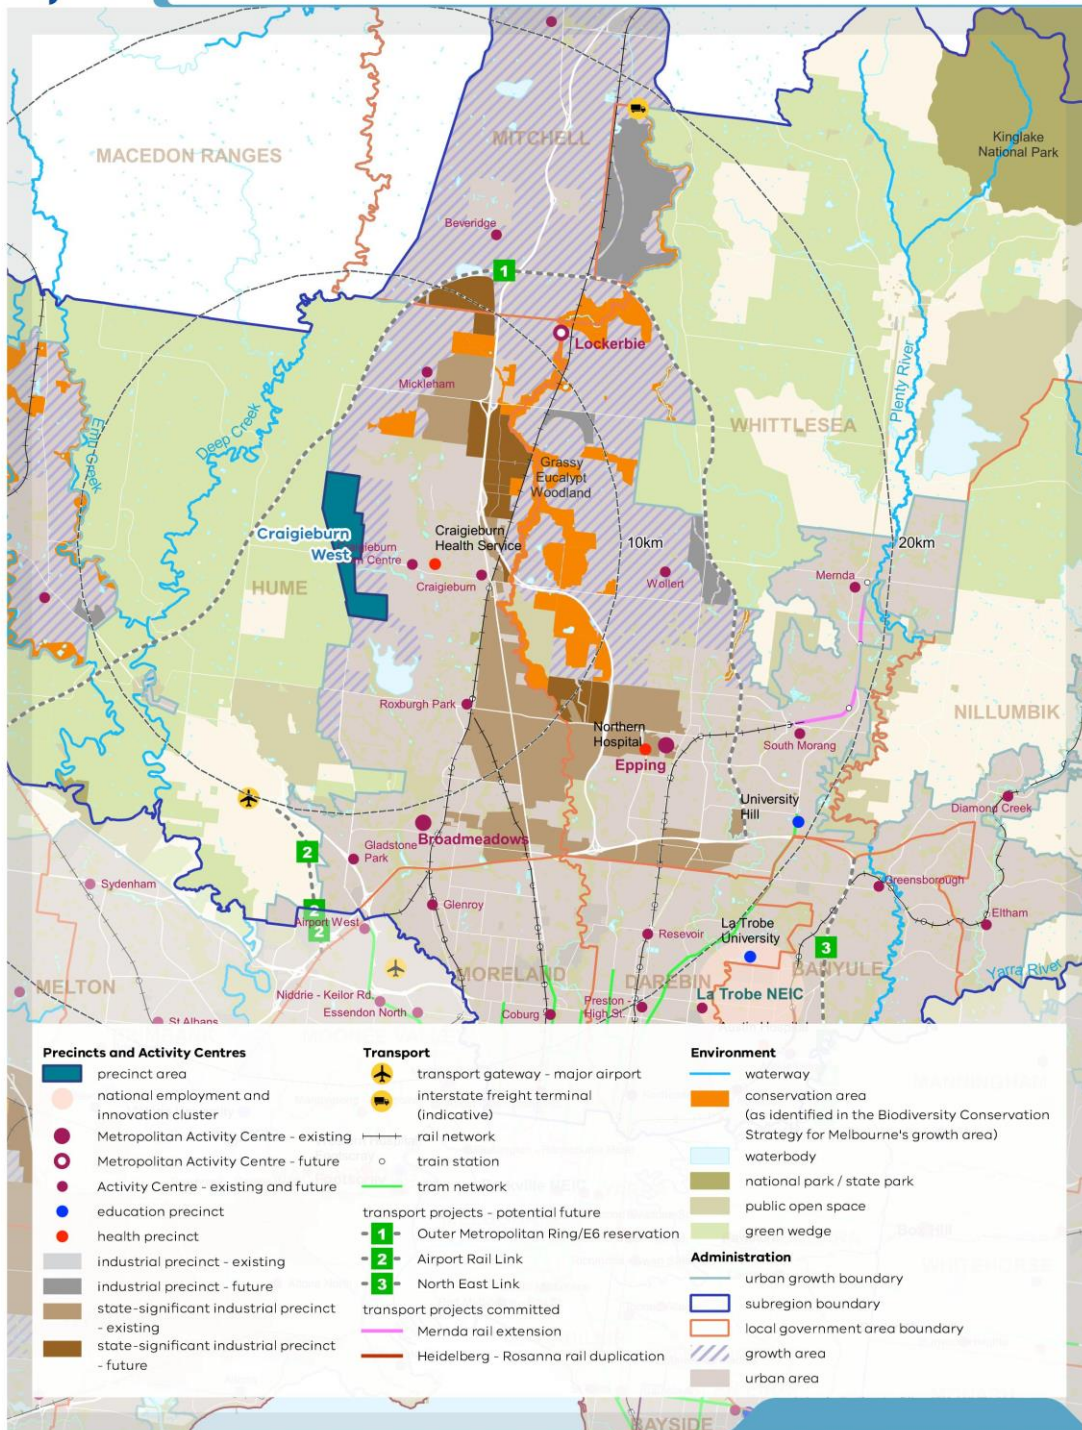 MACEDON RANGES
MITCHELL
Kinglake
National Park
Beveridge
1
Lockerbie
Mickleham
Plenty River
WHITTLESEA
Deep Creek
Emu Creek
Grassy
Eucalypt
Woodland
Craigieburn
West
Craigieburn
Health Service
10km
20km
Craigieburn
Wollert
Mernda
HUME
Roxburgh Park
Northern
Hospital
Epping
South Morang
NILLUMBIK
University
Hill
Diamond Creek
Broadmeadows
Gladstone
Park
2
Sydenham
Glenroy
Greensborough
2
Airport West
2
Resevoir
La Trobe
University
Eltham
3
BANYULE
MELTON
MORELAND
DAREBIN
Yarra River
Niddrie - Keilor Rd.
Essendon North
Coburg
Preston -
High St.
La Trobe NEIC
St Albans
Precincts and Activity Centres
precinct area
national employment and
innovation cluster
Metropolitan Activity Centre - existing
Metropolitan Activity Centre - future
Activity Centre - existing and future
education precinct
health precinct
industrial precinct - existing
industrial precinct - future
state-significant industrial precinct
- existing
state-significant industrial precinct
- future
Transport
transport gateway - major airport
interstate freight terminal
(indicative)
rail network
train station
tram network
transport projects - potential future
1 Outer Metropolitan Ring/E6 reservation
2 Airport Rail Link
3 North East Link
transport projects committed
Mernda rail extension
Heidelberg - Rosanna rail duplication
Environment
waterway
conservation area
(as identified in the Biodiversity Conservation
Strategy for Melbourne's growth area)
waterbody
national park / state park
public open space
green wedge
Administration
urban growth boundary
subregion boundary
local government area boundary
growth area
urban area
BAYSIDE